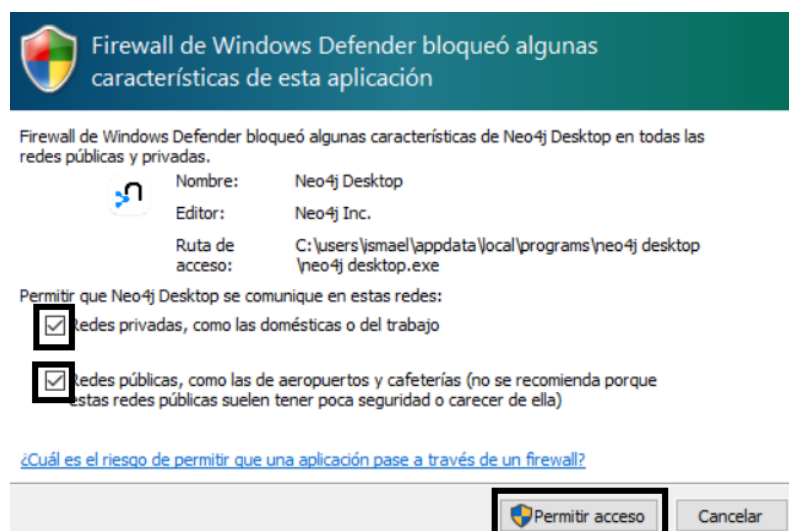 Firewall de Windows Defender bloqueó algunas
características de esta aplicación
Firewall de Windows Defender bloqueó algunas características de Neo4j Desktop en todas las
redes públicas y privadas.
Nombre: Neo4j Desktop
Editor: Neo4j Inc.
Ruta de acceso: C:\users\ismael\appdata\local\programs\neo4j desktop
\neo4j desktop.exe
Permitir que Neo4j Desktop se comunique en estas redes:
Redes privadas, como las domésticas o del trabajo
Redes públicas, como las de aeropuertos y cafeterías (no se recomienda porque
estas redes públicas suelen tener poca seguridad o carecer de ella)
¿Cuál es el riesgo de permitir que una aplicación pase a través de un firewall?
Permitir acceso
Cancelar